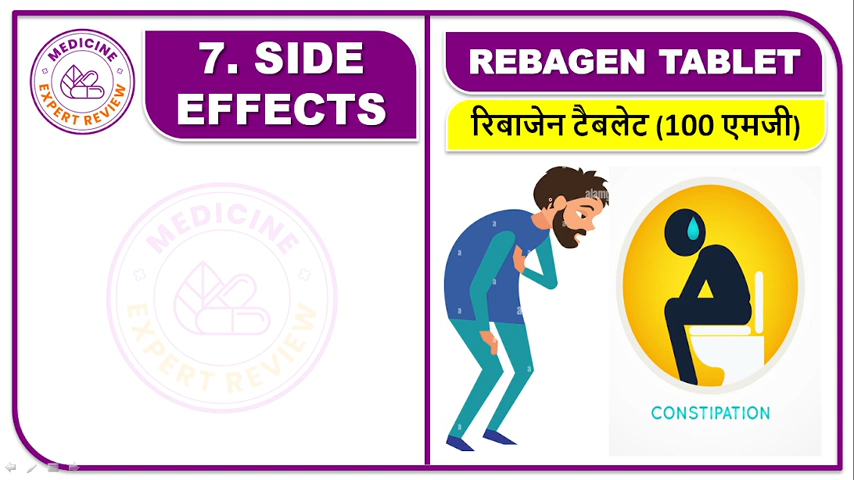 MEDICINE
EXPERT REVIEW
7. SIDE
EFFECTS
REBAGEN TABLET
रिबाजेन टैबलेट (100 एमजी)
MEDICINE
EXPERT REVIEW
a
a
a
a
CONSTIPATION